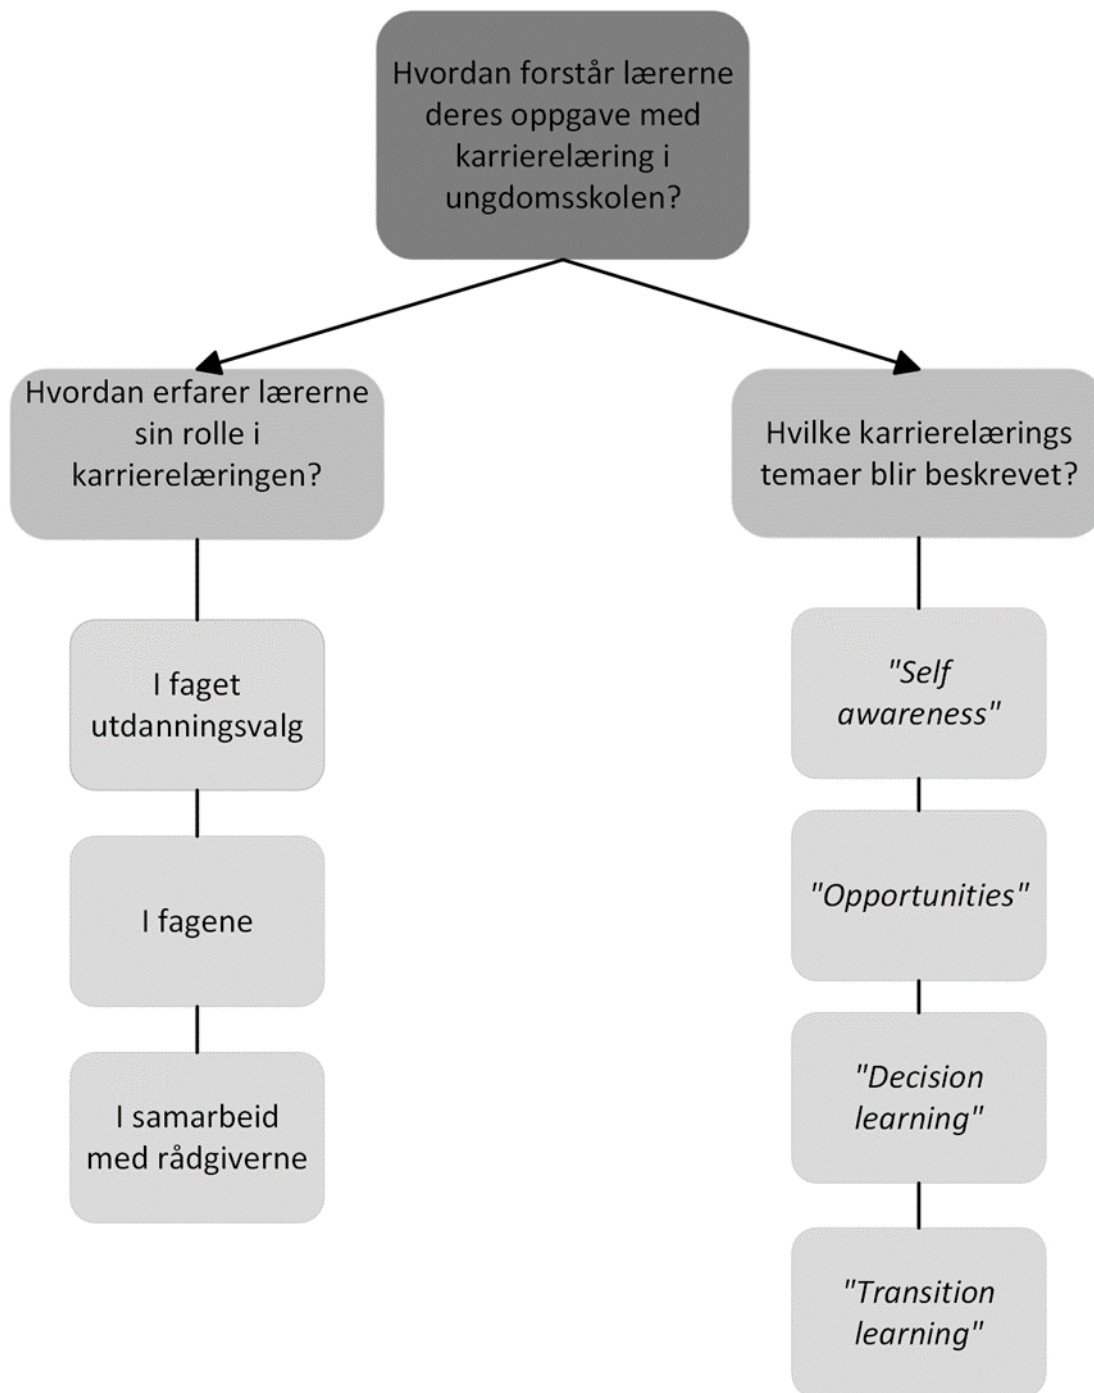 Hvordan forstår lærerne
deres oppgave med
karrierelæring i
ungdomsskolen?
Hvordan erfarer lærerne
sin rolle i
karrierelæringen?
I faget
utdanningsvalg
I fagene
I samarbeid
med rådgiverne
Hvilke karrierelærings
temaer blir beskrevet?
"Self
awareness"
"Opportunities"
"Decision
learning"
"Transition
learning"